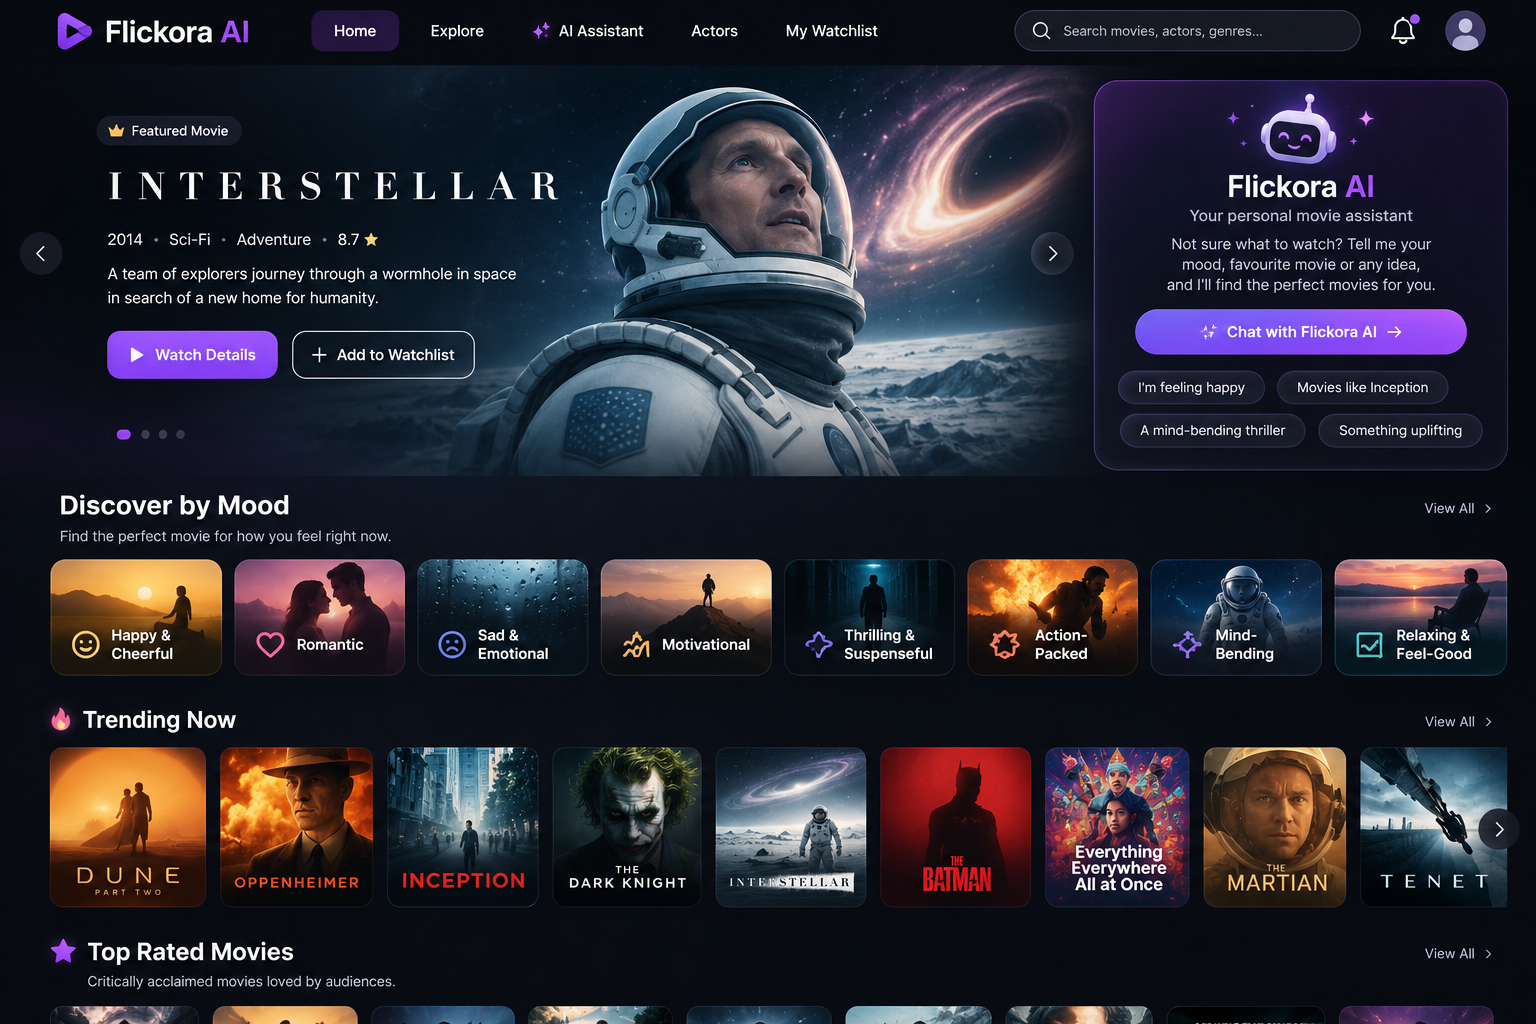 Flickora AI
Home
Explore
AI Assistant
Actors
My Watchlist
Search movies, actors, genres...
Featured Movie
INTERSTELLAR
2014 • Sci-Fi • Adventure • 8.7
A team of explorers journey through a wormhole in space
in search of a new home for humanity.
Watch Details
Add to Watchlist
Flickora AI
Your personal movie assistant
Not sure what to watch? Tell me your
mood, favourite movie or any idea,
and I'll find the perfect movies for you.
Chat with Flickora AI →
I'm feeling happy
Movies like Inception
A mind-bending thriller
Something uplifting
Discover by Mood
View All
Find the perfect movie for how you feel right now.
Happy &
Cheerful
Romantic
Sad &
Emotional
Motivational
Thrilling &
Suspenseful
Action-
Packed
Mind-
Bending
Relaxing &
Feel-Good
Trending Now
View All
DUNE
PART TWO
OPPENHEIMER
INCEPTION
THE
DARK KNIGHT
INTERSTELLAR
THE
BATMAN
Everything
Everywhere
All at Once
THE
MARTIAN
TENET
Top Rated Movies
View All
Critically acclaimed movies loved by audiences.